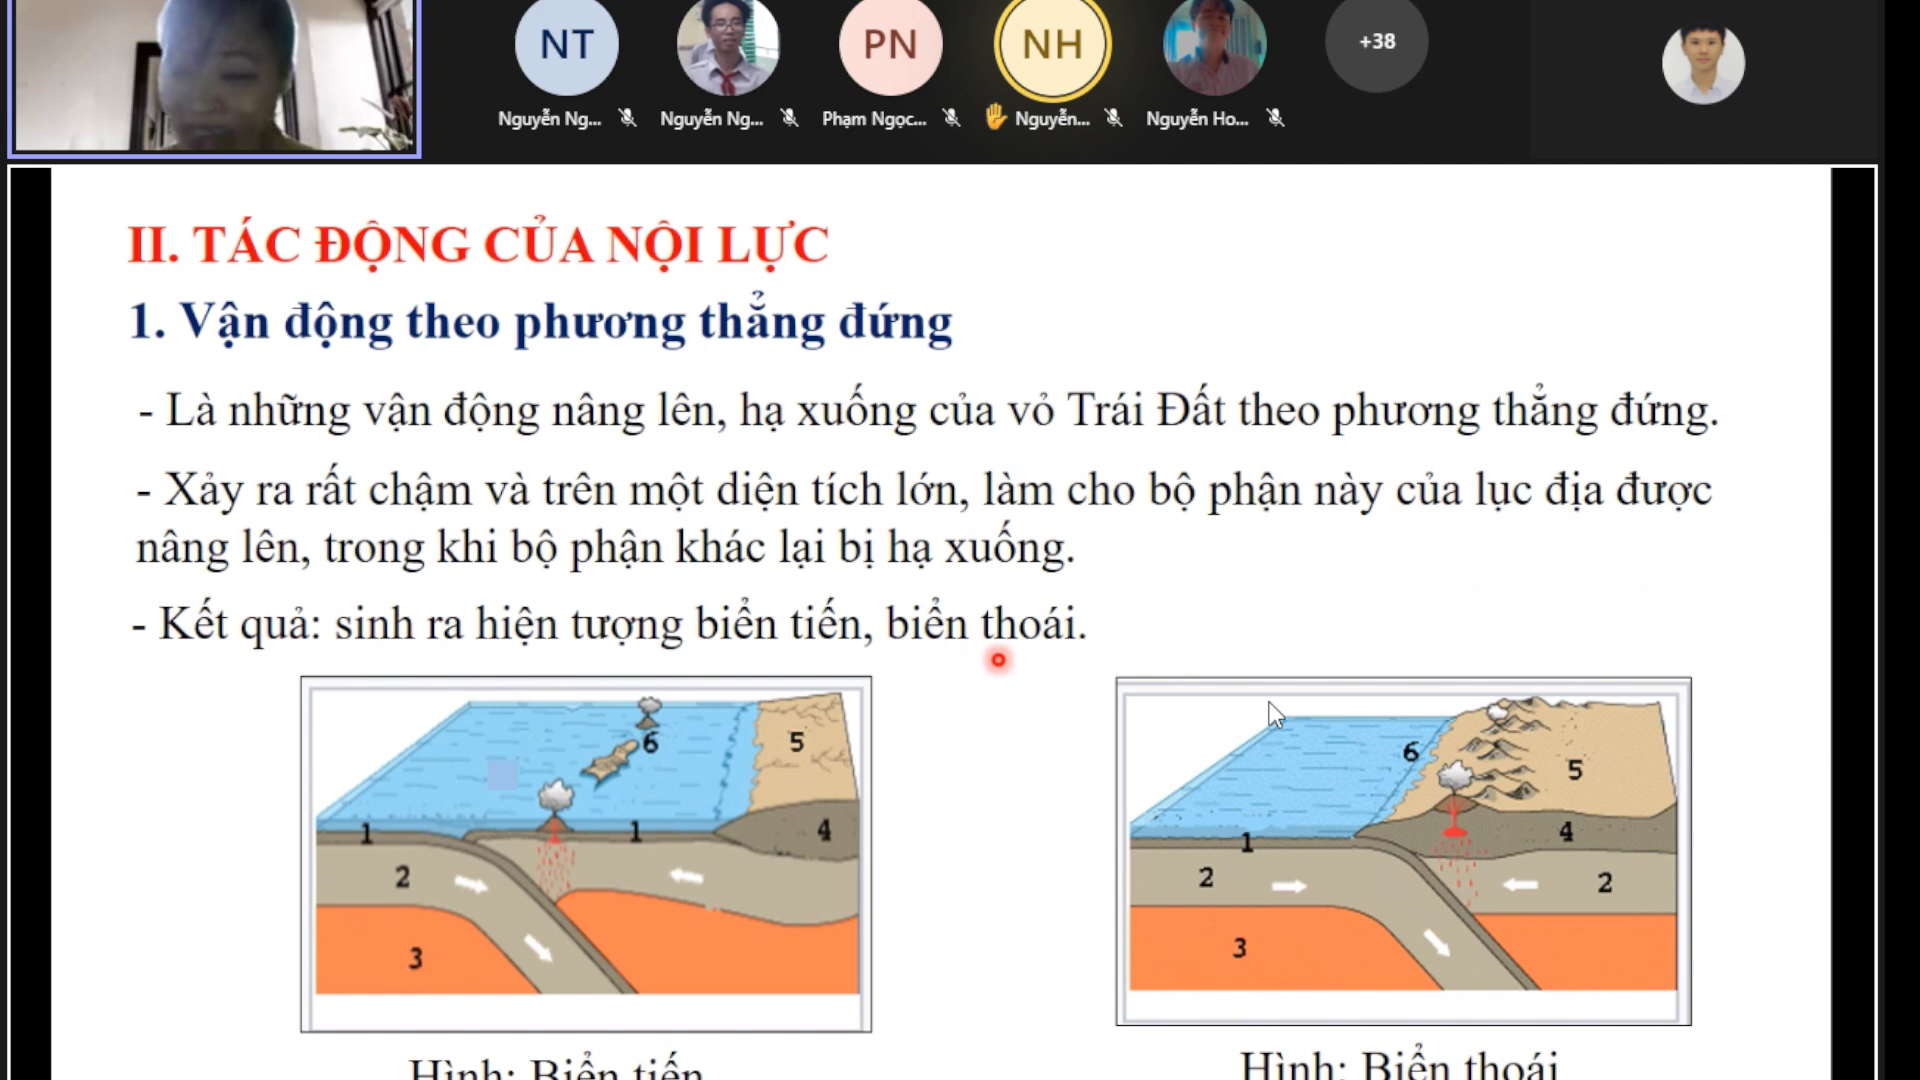 NT
PN
NH
+38
Nguyễn Ng...
Nguyễn Ng...
Phạm Ngọc...
Nguyễn...
Nguyễn Ho...
II. TÁC ĐỘNG CỦA NỘI LỰC
1. Vận động theo phương thẳng đứng
- Là những vận động nâng lên, hạ xuống của vỏ Trái Đất theo phương thẳng đứng.
- Xảy ra rất chậm và trên một diện tích lớn, làm cho bộ phận này của lục địa được
nâng lên, trong khi bộ phận khác lại bị hạ xuống.
- Kết quả: sinh ra hiện tượng biển tiến, biển thoái.
6
5
1
1
4
2
3
6
5
1
4
2
2
3
Hình: Biển tiến
Hình: Biển thoái